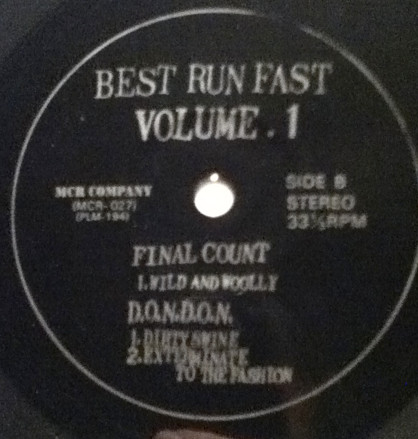 BEST RUN FAST
VOLUME . 1
MCR COMPANY
(MCR-027)
(PLM-194)
SIDE B
STEREO
33⅓RPM
FINAL COUNT
1.WILD AND WOOLLY
D.O.N.D.O.N.
1.DIRTY SWINE
2.EXTERMINATE
TO THE FASHION